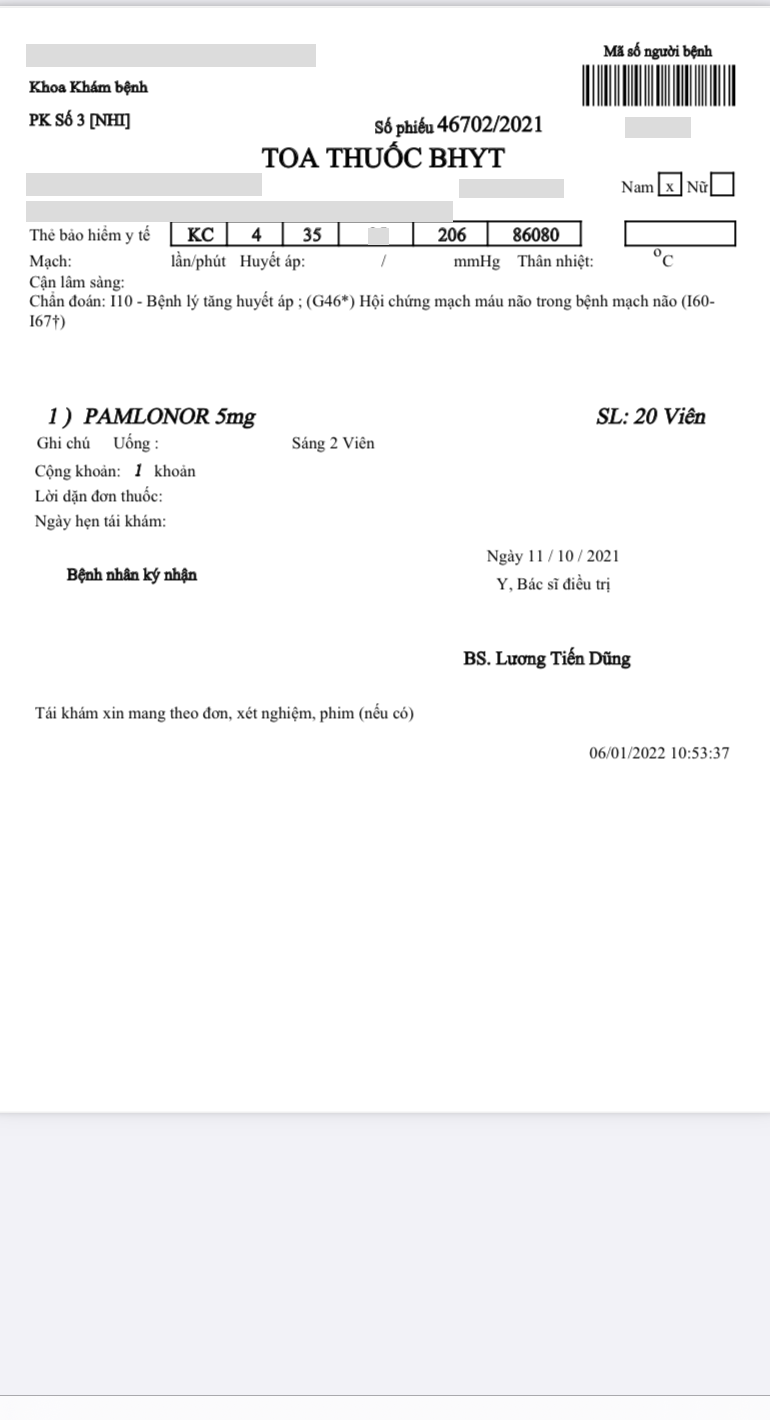 Mã số người bệnh
Khoa Khám bệnh
PK Số 3 [NHI]
Số phiếu 46702/2021
TOA THUỐC BHYT
Nam x Nữ
Thẻ bảo hiểm y tế KC 4 35 206 86080
Mạch: lần/phút Huyết áp: / mmHg Thân nhiệt: °C
Cận lâm sàng:
Chẩn đoán: I10 - Bệnh lý tăng huyết áp ; (G46*) Hội chứng mạch máu não trong bệnh mạch não (I60-
I67†)
1 ) PAMLONOR 5mg SL: 20 Viên
Ghi chú Uống : Sáng 2 Viên
Cộng khoản: 1 khoản
Lời dặn đơn thuốc:
Ngày hẹn tái khám:
Ngày 11 / 10 / 2021
Bệnh nhân ký nhận
Y, Bác sĩ điều trị
BS. Lương Tiến Dũng
Tái khám xin mang theo đơn, xét nghiệm, phim (nếu có)
06/01/2022 10:53:37